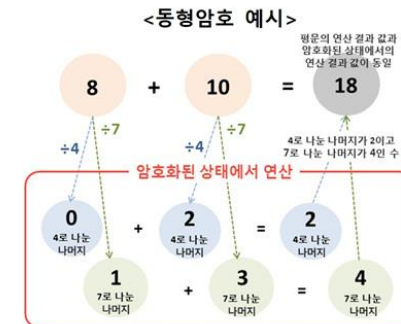 <동형암호 예시>
평문의 연산 결과 값과
암호화된 상태에서의
연산 결과 값이 동일
8 + 10 = 18
÷4 ÷7 ÷4 ÷7
4로 나눈 나머지가 2이고
7로 나눈 나머지가 4인 수
암호화된 상태에서 연산
0 + 2 = 2
4로 나눈 4로 나눈 4로 나눈
나머지 나머지 나머지
1 + 3 = 4
7로 나눈 7로 나눈 7로 나눈
나머지 나머지 나머지